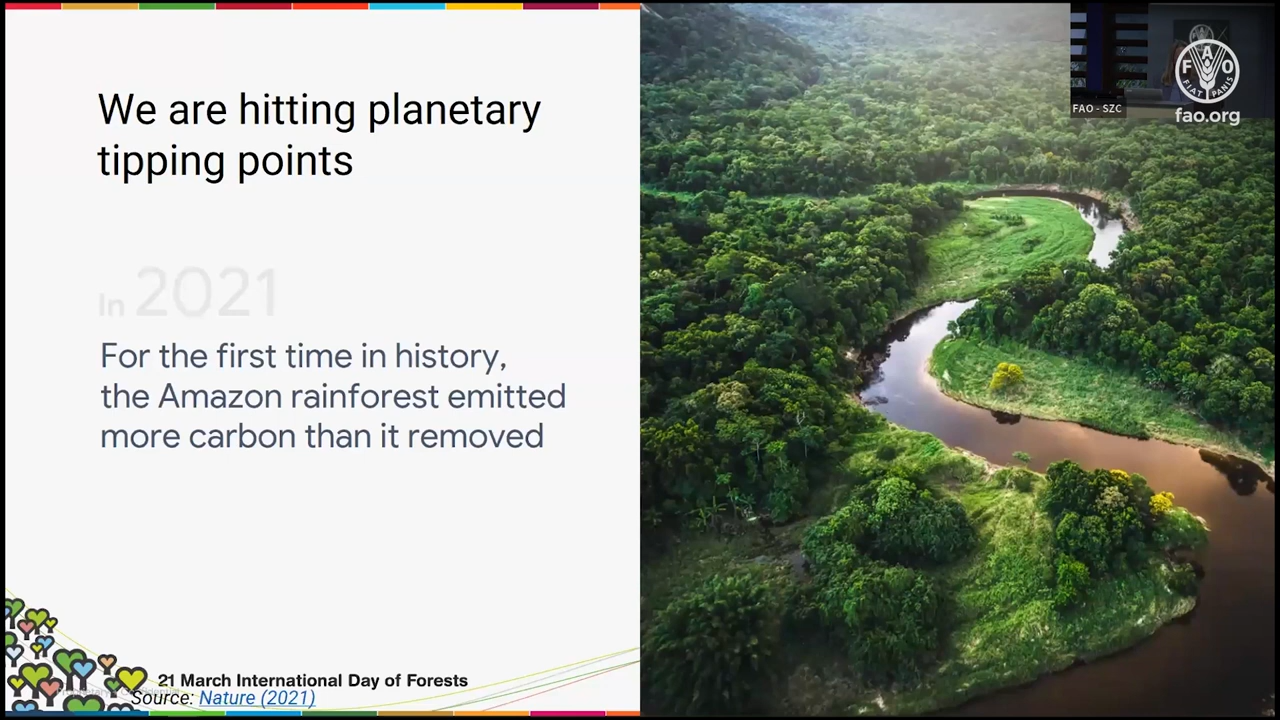 We are hitting planetary
tipping points
In 2021
For the first time in history,
the Amazon rainforest emitted
more carbon than it removed
21 March International Day of Forests
Source: Nature (2021)
FAO - SZC
F A O
FIAT PANIS
fao.org